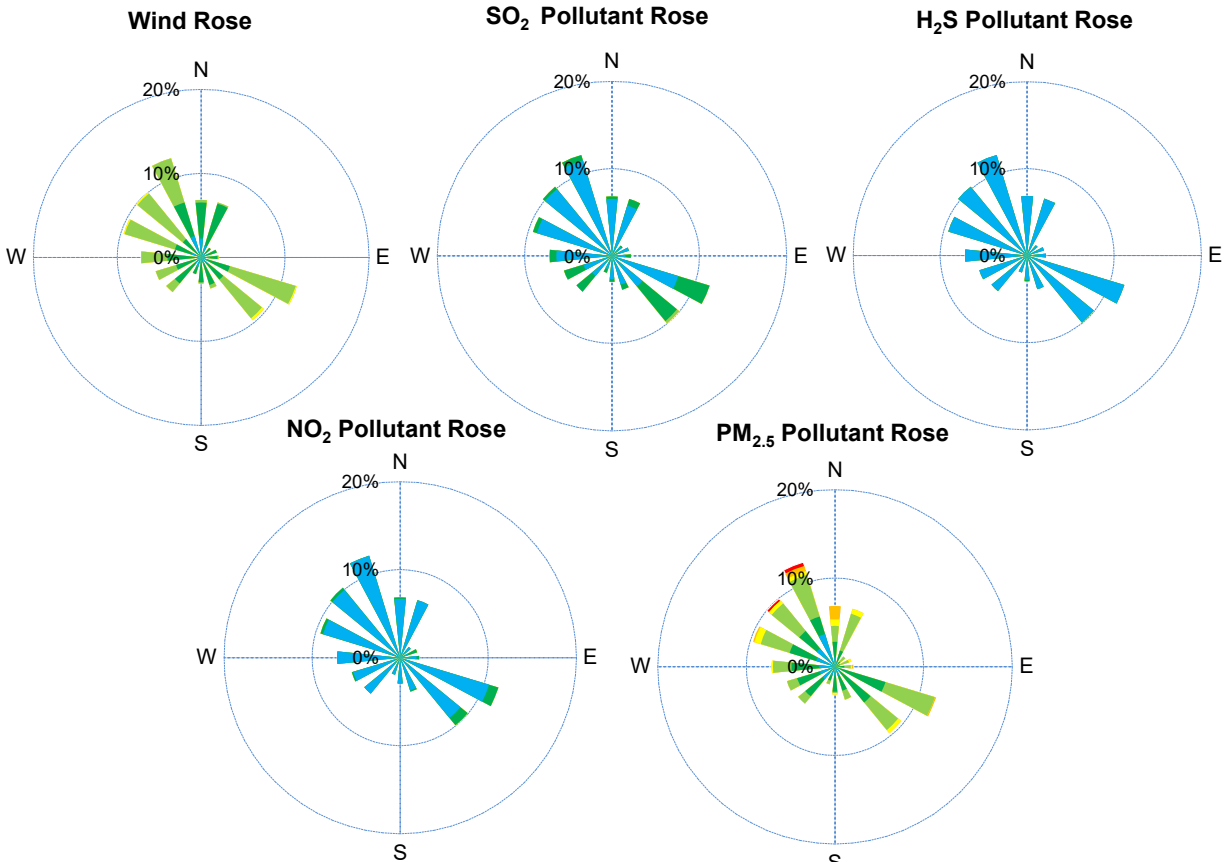 Wind Rose
N
20%
10%
W
0%
E
S
SO2 Pollutant Rose
N
20%
10%
W
0%
E
S
H2S Pollutant Rose
N
20%
10%
W
0%
E
S
NO2 Pollutant Rose
N
20%
10%
W
0%
E
S
PM2.5 Pollutant Rose
N
20%
10%
W
0%
E
S